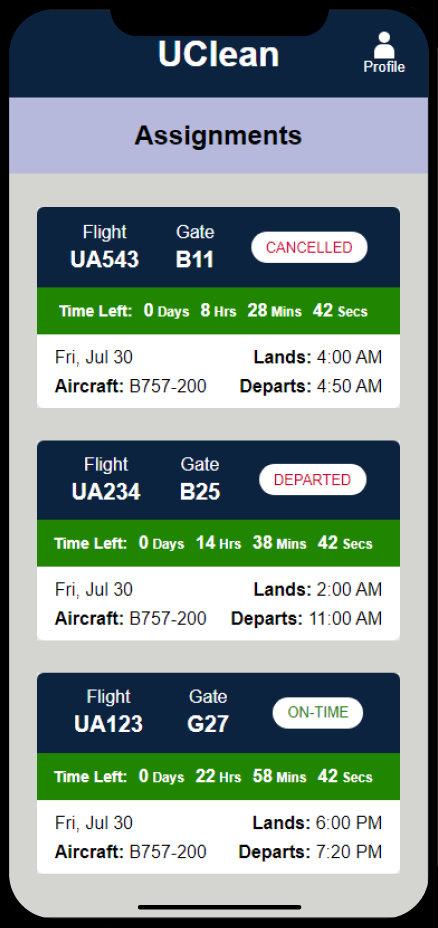 UClean
Profile
Assignments
Flight Gate
UA543 B11 CANCELLED
Time Left: 0 Days 8 Hrs 28 Mins 42 Secs
Fri, Jul 30 Lands: 4:00 AM
Aircraft: B757-200 Departs: 4:50 AM
Flight Gate
UA234 B25 DEPARTED
Time Left: 0 Days 14 Hrs 38 Mins 42 Secs
Fri, Jul 30 Lands: 2:00 AM
Aircraft: B757-200 Departs: 11:00 AM
Flight Gate
UA123 G27 ON-TIME
Time Left: 0 Days 22 Hrs 58 Mins 42 Secs
Fri, Jul 30 Lands: 6:00 PM
Aircraft: B757-200 Departs: 7:20 PM